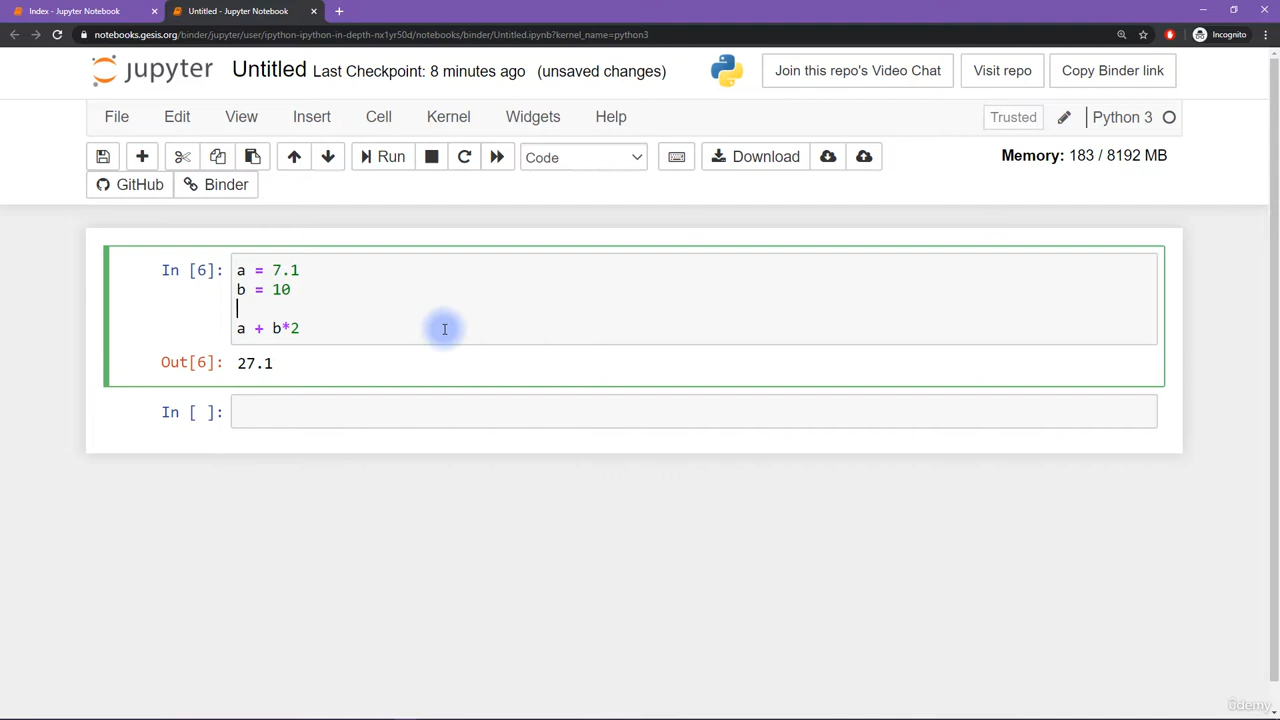 Index - Jupyter Notebook
Untitled - Jupyter Notebook
notebooks.gesis.org/binder/jupyter/user/ipython-ipython-in-depth-nx1yr50d/notebooks/binder/Untitled.ipynb?kernel_name=python3
Incognito
jupyter Untitled Last Checkpoint: 8 minutes ago (unsaved changes)
Join this repo's Video Chat Visit repo Copy Binder link
File Edit View Insert Cell Kernel Widgets Help Trusted Python 3
Run Code Download Memory: 183 / 8192 MB
GitHub Binder
In [6]: a = 7.1
b = 10
a + b*2
Out[6]: 27.1
In [ ]:
ûdemy